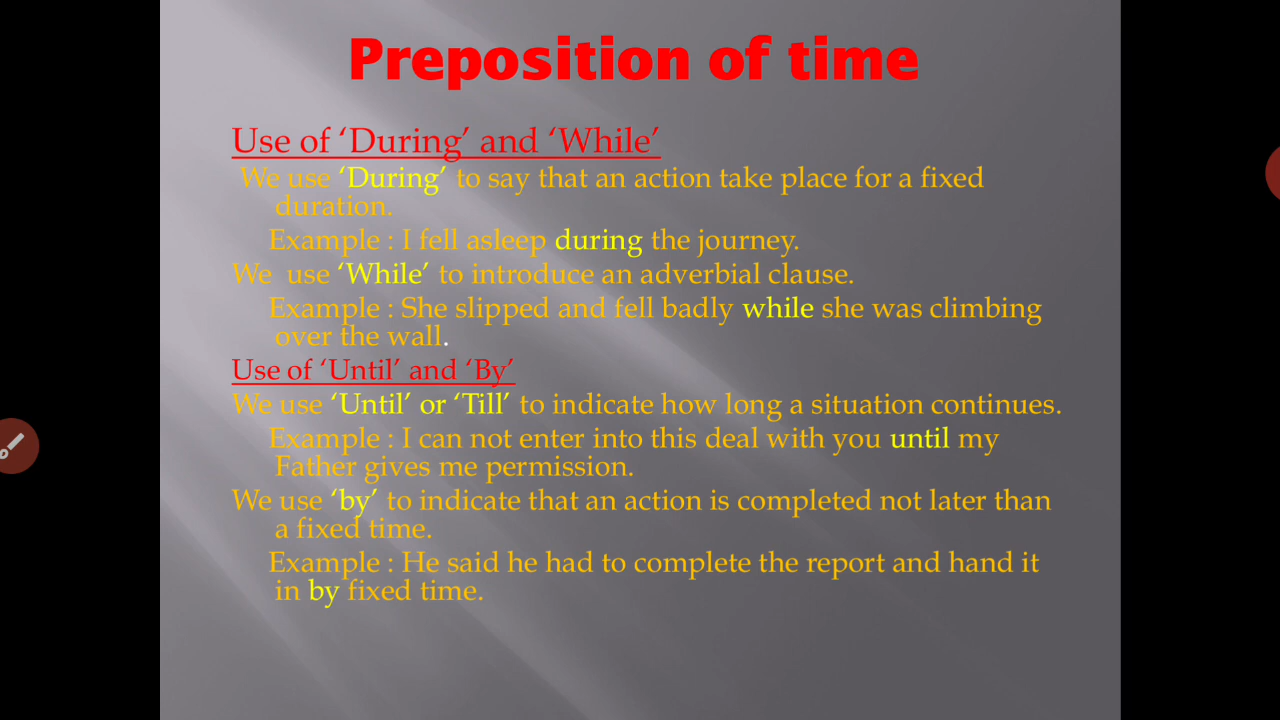 Preposition of time
Use of ‘During’ and ‘While’
We use ‘During’ to say that an action take place for a fixed
duration.
Example : I fell asleep during the journey.
We use ‘While’ to introduce an adverbial clause.
Example : She slipped and fell badly while she was climbing
over the wall.
Use of ‘Until’ and ‘By’
We use ‘Until’ or ‘Till’ to indicate how long a situation continues.
Example : I can not enter into this deal with you until my
Father gives me permission.
We use ‘by’ to indicate that an action is completed not later than
a fixed time.
Example : He said he had to complete the report and hand it
in by fixed time.